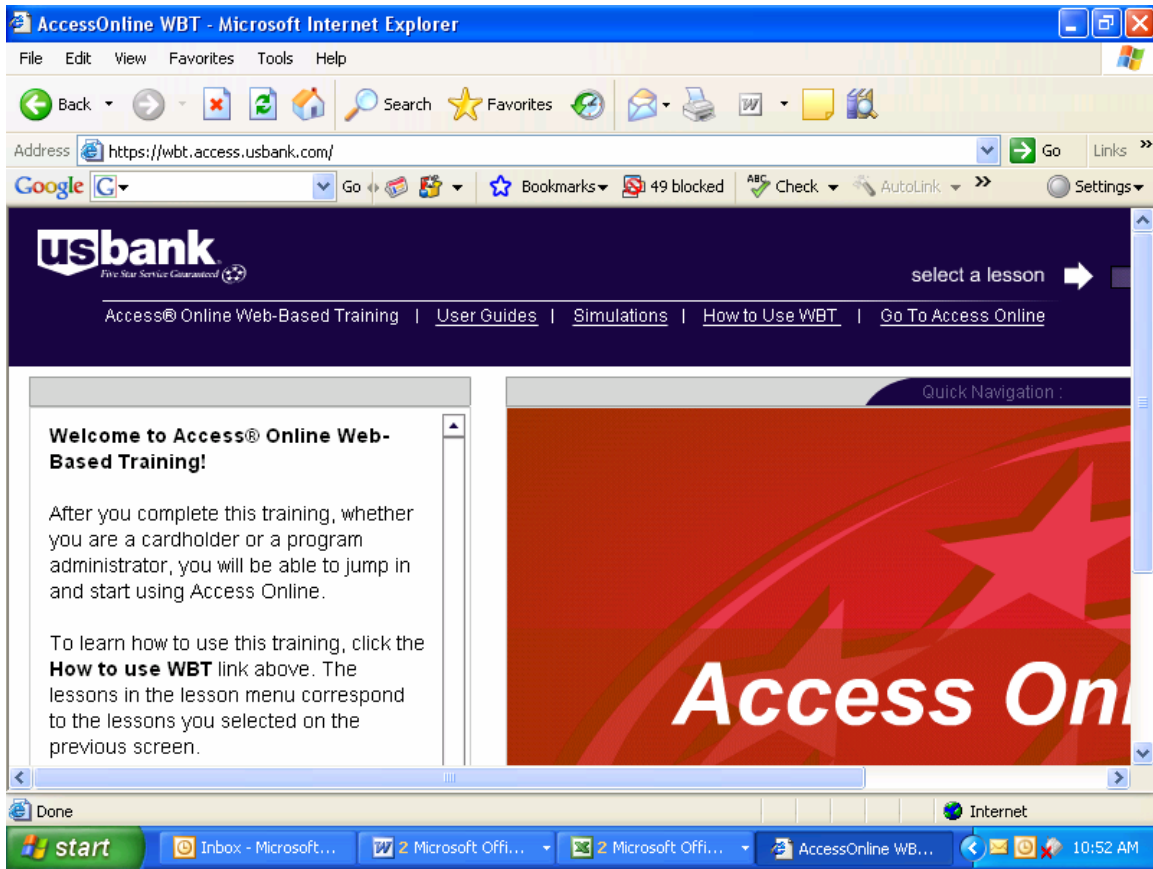 AccessOnline WBT - Microsoft Internet Explorer
File Edit View Favorites Tools Help
Back Search Favorites
Address https://wbt.access.usbank.com/ Go Links »
Google G Go Bookmarks 49 blocked ABC Check AutoLink » Settings
usbank
Five Star Service Guaranteed
select a lesson
Access® Online Web-Based Training | User Guides | Simulations | How to Use WBT | Go To Access Online
Quick Navigation :
Welcome to Access® Online Web-
Based Training!
After you complete this training, whether
you are a cardholder or a program
administrator, you will be able to jump in
and start using Access Online.
To learn how to use this training, click the
How to use WBT link above. The
lessons in the lesson menu correspond
to the lessons you selected on the
previous screen.
Access Onl
Done Internet
start Inbox - Microsoft... 2 Microsoft Offi... 2 Microsoft Offi... AccessOnline WB... 10:52 AM